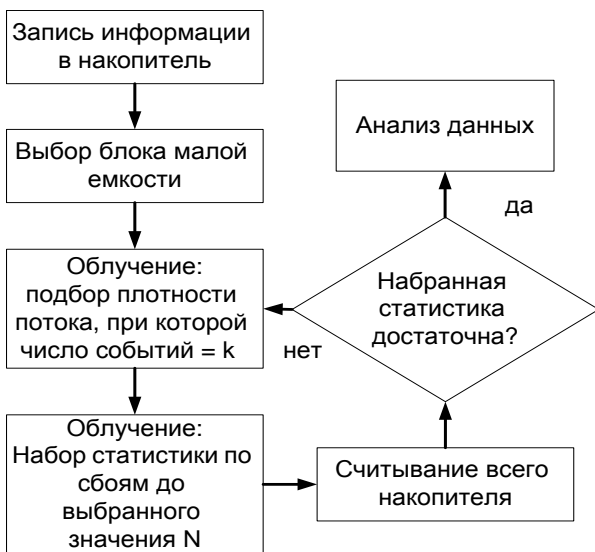 Запись информации
в накопитель
Выбор блока малой
емкости
Облучение:
подбор плотности
потока, при которой
число событий = k
Облучение:
Набор статистики по
сбоям до
выбранного
значения N
Считывание всего
накопителя
Набранная
статистика
достаточна?
нет
да
Анализ данных